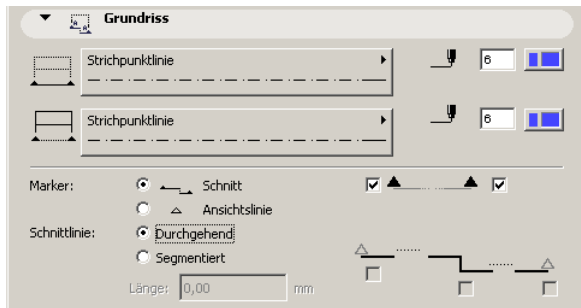 Grundriss
Strichpunktlinie
6
Strichpunktlinie
6
Marker:
Schnitt
Ansichtslinie
Schnittlinie:
Durchgehend
Segmentiert
Länge: 0,00 mm